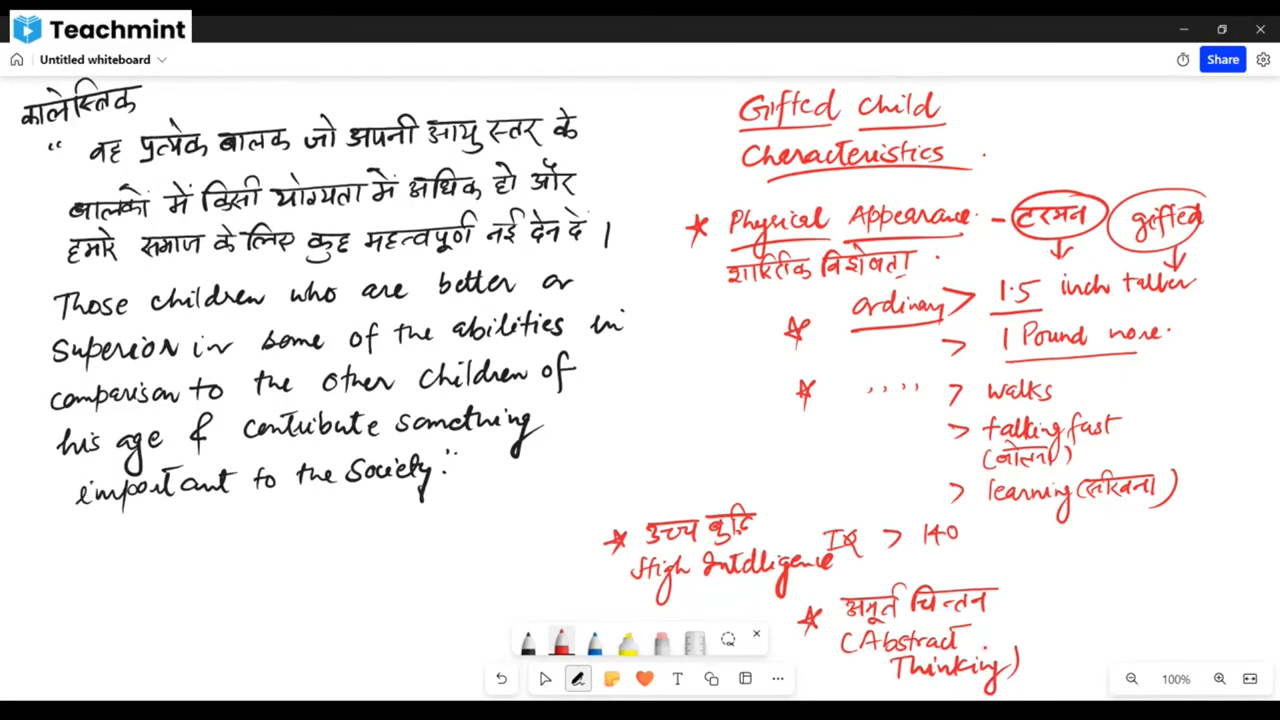 Teachmint
Untitled whiteboard
Share
कालेस्निक
“ वह प्रत्येक बालक जो अपनी आयु स्तर के
बालकों में किसी योग्यता में अधिक हो और
हमारे समाज के लिए कुछ महत्वपूर्ण नई देन दें ।
Those children who are better or
Superior in some of the abilities in
comparison to the other children of
his age & contribute something
important to the Society."
Gifted Child
Characteristics
* Physical Appearance - टरमन gifted
शारीरिक विशेषता
ordinary > 1.5 inch taller
* > 1 Pound more.
* ,, ,, > walks
> talking fast
(बोलना)
> learning (सीखना)
* उच्च बुद्धि IQ > 140
High Intelligence
* अमूर्त चिन्तन
(Abstract
Thinking)
100%